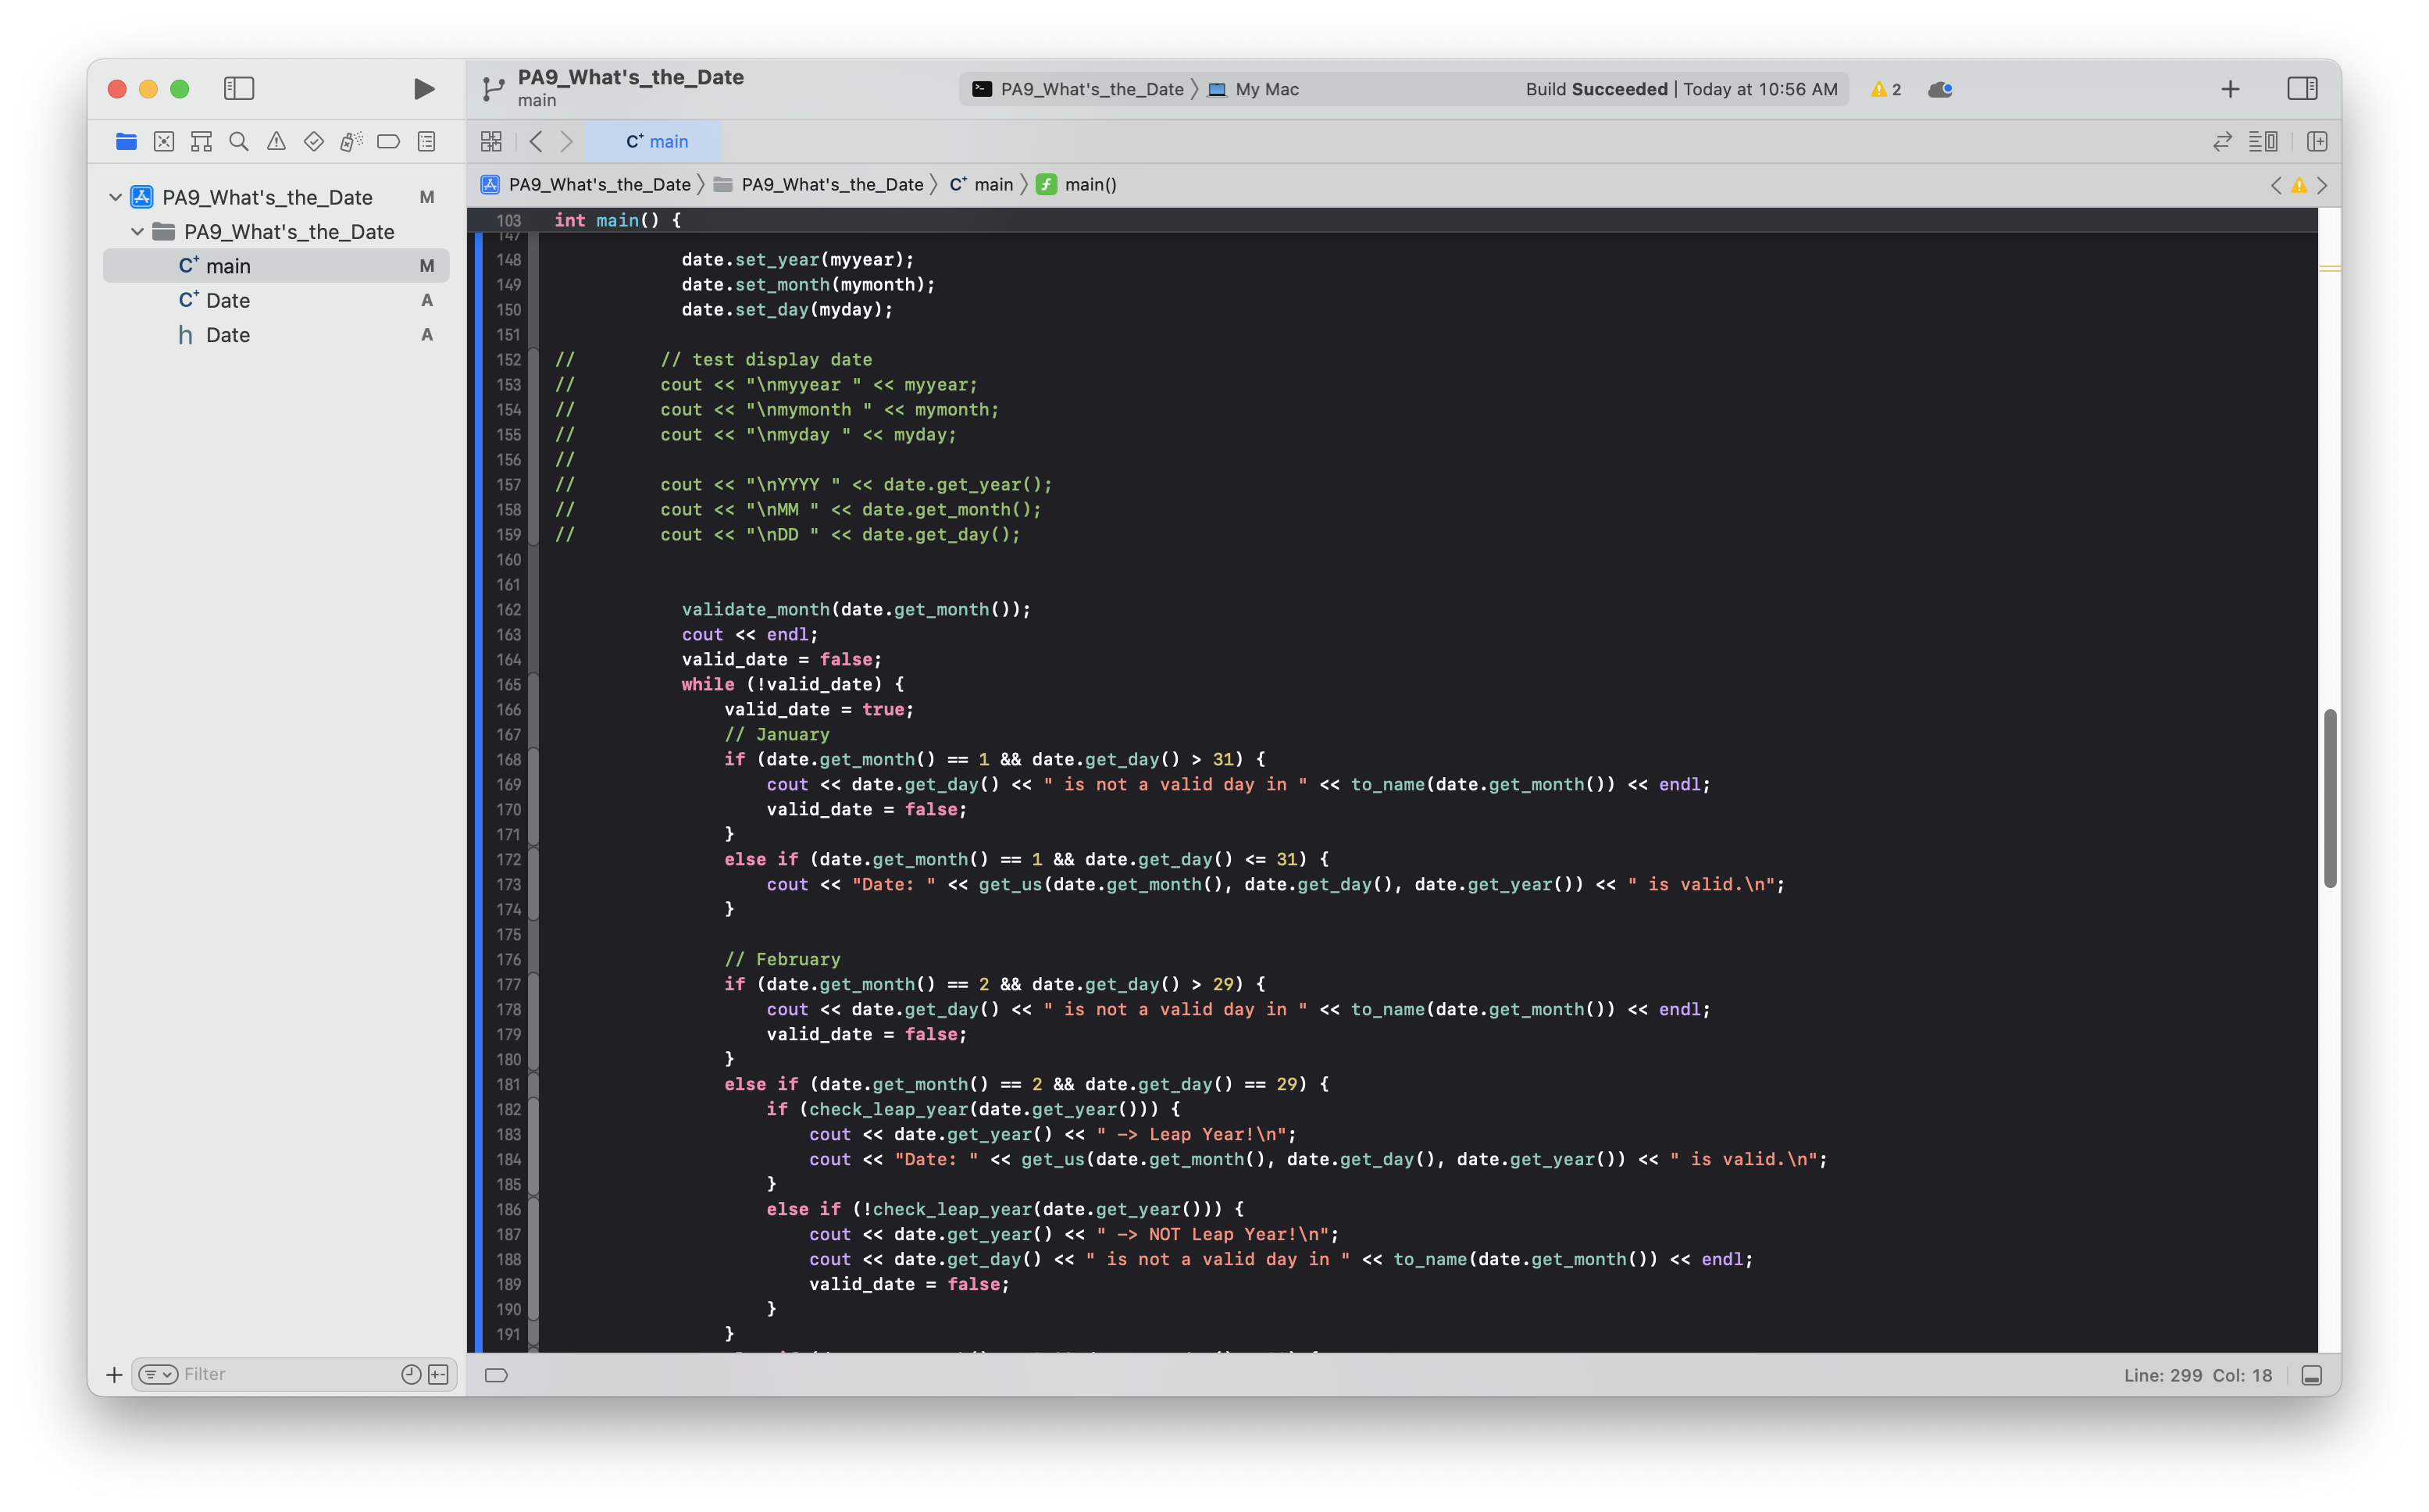 PA9_What's_the_Date
main
PA9_What's_the_Date
My Mac
Build Succeeded | Today at 10:56 AM
2
C+ main
PA9_What's_the_Date M
PA9_What's_the_Date
C+ main M
C+ Date A
h Date A
PA9_What's_the_Date PA9_What's_the_Date C+ main f main()
103 int main() {
147
148 date.set_year(myyear);
149 date.set_month(mymonth);
150 date.set_day(myday);
151
152 // // test display date
153 // cout << "\nmyyear " << myyear;
154 // cout << "\nmymonth " << mymonth;
155 // cout << "\nmyday " << myday;
156 //
157 // cout << "\nYYYY " << date.get_year();
158 // cout << "\nMM " << date.get_month();
159 // cout << "\nDD " << date.get_day();
160
161
162 validate_month(date.get_month());
163 cout << endl;
164 valid_date = false;
165 while (!valid_date) {
166 valid_date = true;
167 // January
168 if (date.get_month() == 1 && date.get_day() > 31) {
169 cout << date.get_day() << " is not a valid day in " << to_name(date.get_month()) << endl;
170 valid_date = false;
171 }
172 else if (date.get_month() == 1 && date.get_day() <= 31) {
173 cout << "Date: " << get_us(date.get_month(), date.get_day(), date.get_year()) << " is valid.\n";
174 }
175
176 // February
177 if (date.get_month() == 2 && date.get_day() > 29) {
178 cout << date.get_day() << " is not a valid day in " << to_name(date.get_month()) << endl;
179 valid_date = false;
180 }
181 else if (date.get_month() == 2 && date.get_day() == 29) {
182 if (check_leap_year(date.get_year())) {
183 cout << date.get_year() << " -> Leap Year!\n";
184 cout << "Date: " << get_us(date.get_month(), date.get_day(), date.get_year()) << " is valid.\n";
185 }
186 else if (!check_leap_year(date.get_year())) {
187 cout << date.get_year() << " -> NOT Leap Year!\n";
188 cout << date.get_day() << " is not a valid day in " << to_name(date.get_month()) << endl;
189 valid_date = false;
190 }
191 }
Filter
Line: 299 Col: 18